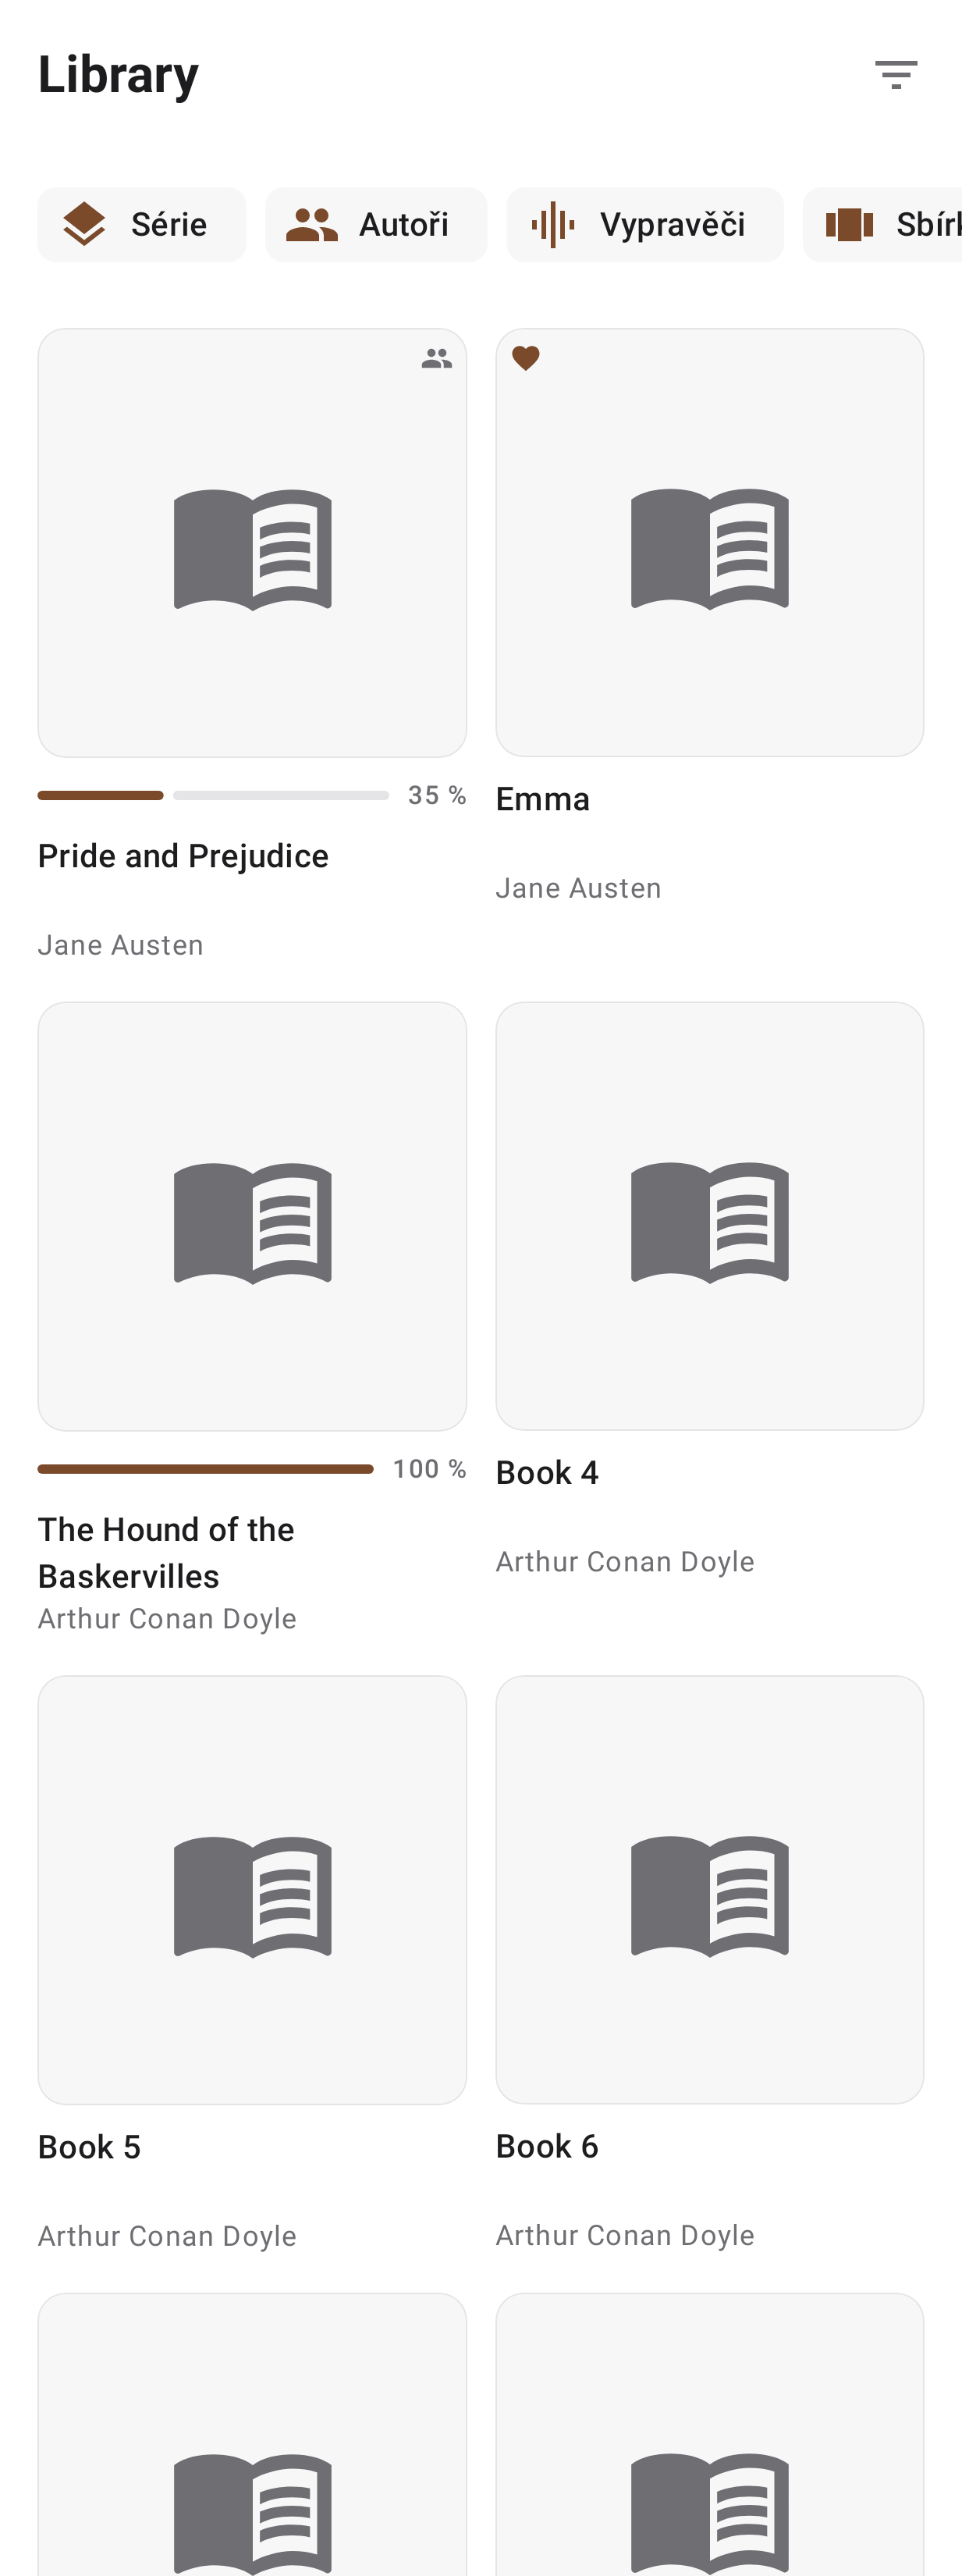 Library
Série
Autoři
Vypravěči
35 %
Pride and Prejudice
Jane Austen
Emma
Jane Austen
100 %
The Hound of the
Baskervilles
Arthur Conan Doyle
Book 4
Arthur Conan Doyle
Book 5
Arthur Conan Doyle
Book 6
Arthur Conan Doyle